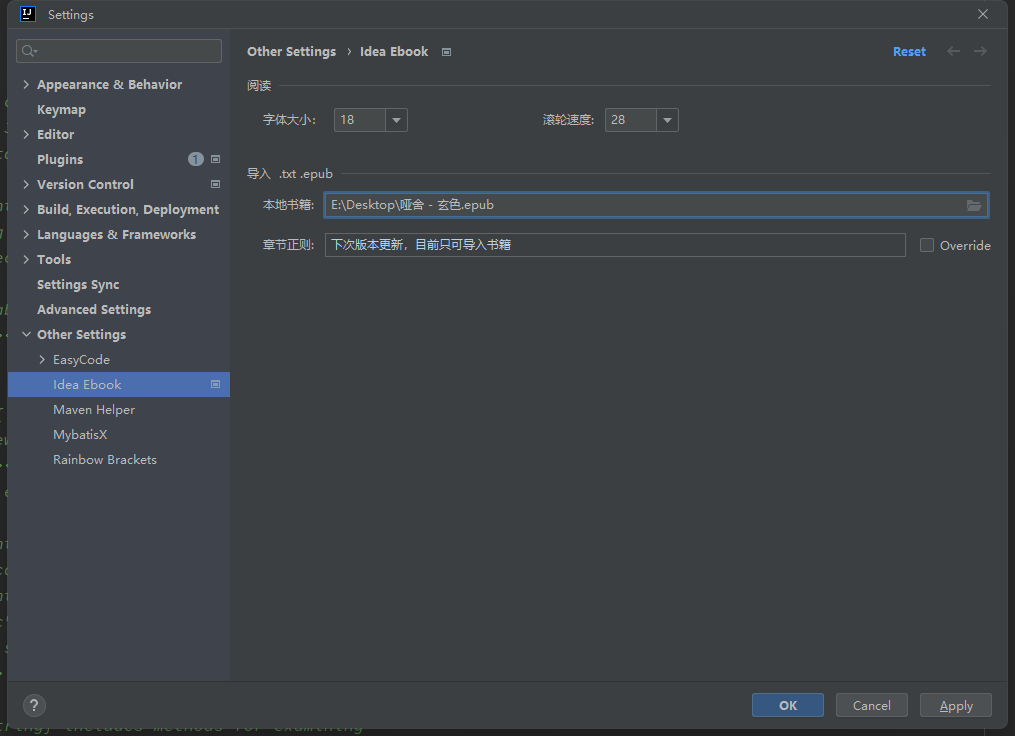 Settings
Other Settings › Idea Ebook
Reset
Appearance & Behavior
Keymap
Editor
Plugins 1
Version Control
Build, Execution, Deployment
Languages & Frameworks
Tools
Settings Sync
Advanced Settings
Other Settings
EasyCode
Idea Ebook
Maven Helper
MybatisX
Rainbow Brackets
阅读
字体大小: 18 滚轮速度: 28
导入 .txt .epub
本地书籍: E:\Desktop\哑舍 - 玄色.epub
章节正则: 下次版本更新，目前只可导入书籍 Override
? OK Cancel Apply